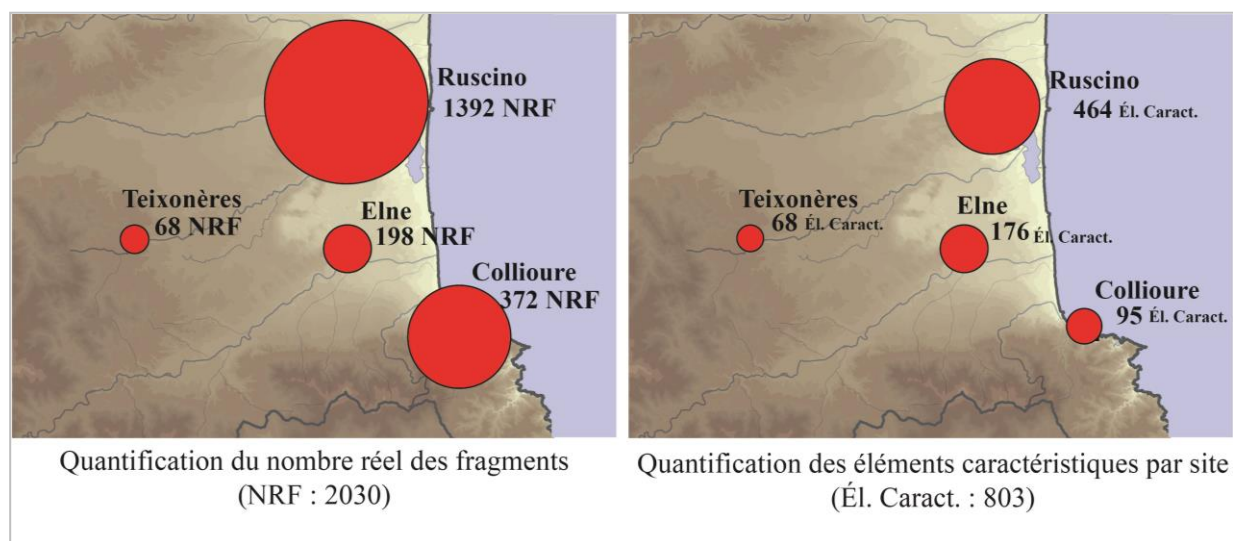 Ruscino
1392 NRF
Teixonères
68 NRF
Elne
198 NRF
Collioure
372 NRF
Quantification du nombre réel des fragments
(NRF : 2030)
Ruscino
464 Él. Caract.
Teixonères
68 Él. Caract.
Elne
176 Él. Caract.
Collioure
95 Él. Caract.
Quantification des éléments caractéristiques par site
(Él. Caract. : 803)